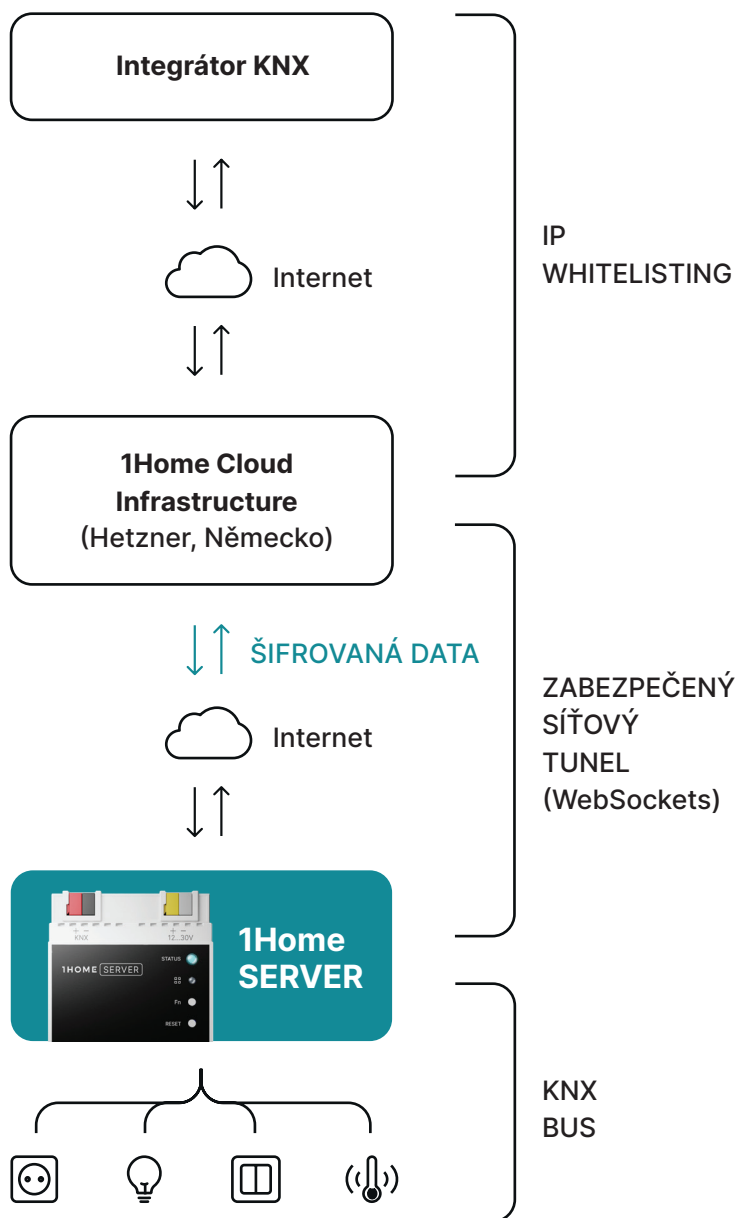 Integrátor KNX
Internet
IP
WHITELISTING
1Home Cloud
Infrastructure
(Hetzner, Německo)
ŠIFROVANÁ DATA
Internet
ZABEZPEČENÝ
SÍŤOVÝ
TUNEL
(WebSockets)
+ -
KNX
+ -
12...30V
STATUS
1HOME SERVER
Fn
RESET
1Home
SERVER
KNX
BUS